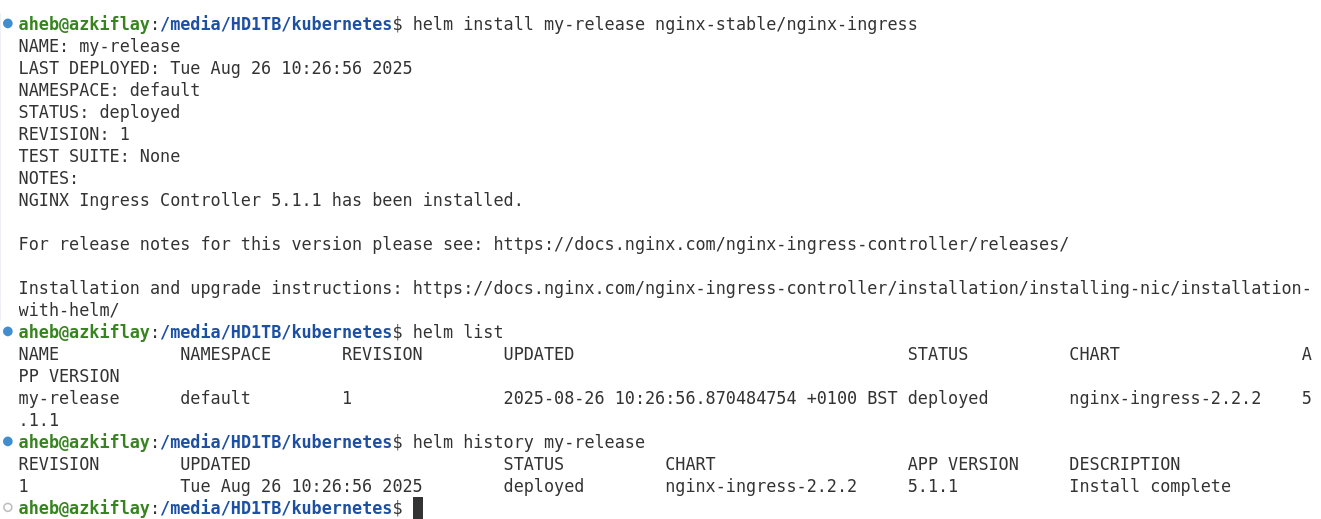 aheb@azkiflay:/media/HD1TB/kubernetes$ helm install my-release nginx-stable/nginx-ingress
NAME: my-release
LAST DEPLOYED: Tue Aug 26 10:26:56 2025
NAMESPACE: default
STATUS: deployed
REVISION: 1
TEST SUITE: None
NOTES:
NGINX Ingress Controller 5.1.1 has been installed.

For release notes for this version please see: https://docs.nginx.com/nginx-ingress-controller/releases/

Installation and upgrade instructions: https://docs.nginx.com/nginx-ingress-controller/installation/installing-nic/installation-
with-helm/
aheb@azkiflay:/media/HD1TB/kubernetes$ helm list
NAME            NAMESPACE       REVISION        UPDATED                                 STATUS          CHART                  A
PP VERSION
my-release      default         1               2025-08-26 10:26:56.870484754 +0100 BST deployed        nginx-ingress-2.2.2    5
.1.1
aheb@azkiflay:/media/HD1TB/kubernetes$ helm history my-release
REVISION        UPDATED                         STATUS          CHART                   APP VERSION     DESCRIPTION
1               Tue Aug 26 10:26:56 2025        deployed        nginx-ingress-2.2.2     5.1.1           Install complete
aheb@azkiflay:/media/HD1TB/kubernetes$